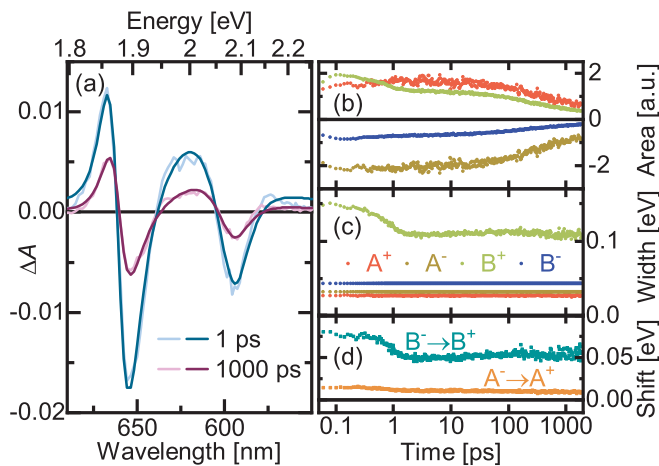 Energy [eV]
1.8 1.9 2 2.1 2.2
(a)
0.01
0.00
-0.01
-0.02
ΔA
1 ps
1000 ps
650 600
Wavelength [nm]
(b)
2
0
-2
Area [a.u.]
(c)
0.1
0.0
Width [eV]
A⁺ A⁻ B⁺ B⁻
(d)
B⁻→B⁺
A⁻→A⁺
0.05
0.00
Shift [eV]
0.1 1 10 100 1000
Time [ps]